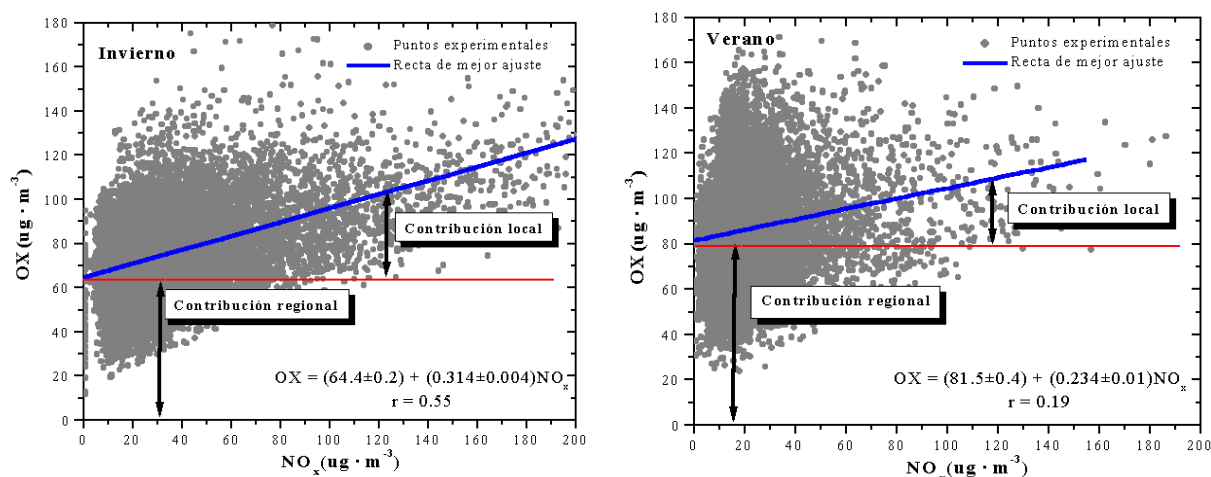 Invierno
Puntos experimentales
Recta de mejor ajuste
OX (ug · m⁻³)
180
160
140
120
100
80
60
40
20
0
Contribución local
Contribución regional
OX = (64.4±0.2) + (0.314±0.004)NOₓ
r = 0.55
0 20 40 60 80 100 120 140 160 180 200
NOₓ(ug · m⁻³)
Verano
Puntos experimentales
Recta de mejor ajuste
OX (ug · m⁻³)
180
160
140
120
100
80
60
40
20
0
Contribución local
Contribución regional
OX = (81.5±0.4) + (0.234±0.01)NOₓ
r = 0.19
0 20 40 60 80 100 120 140 160 180 200
NOₓ(ug · m⁻³)